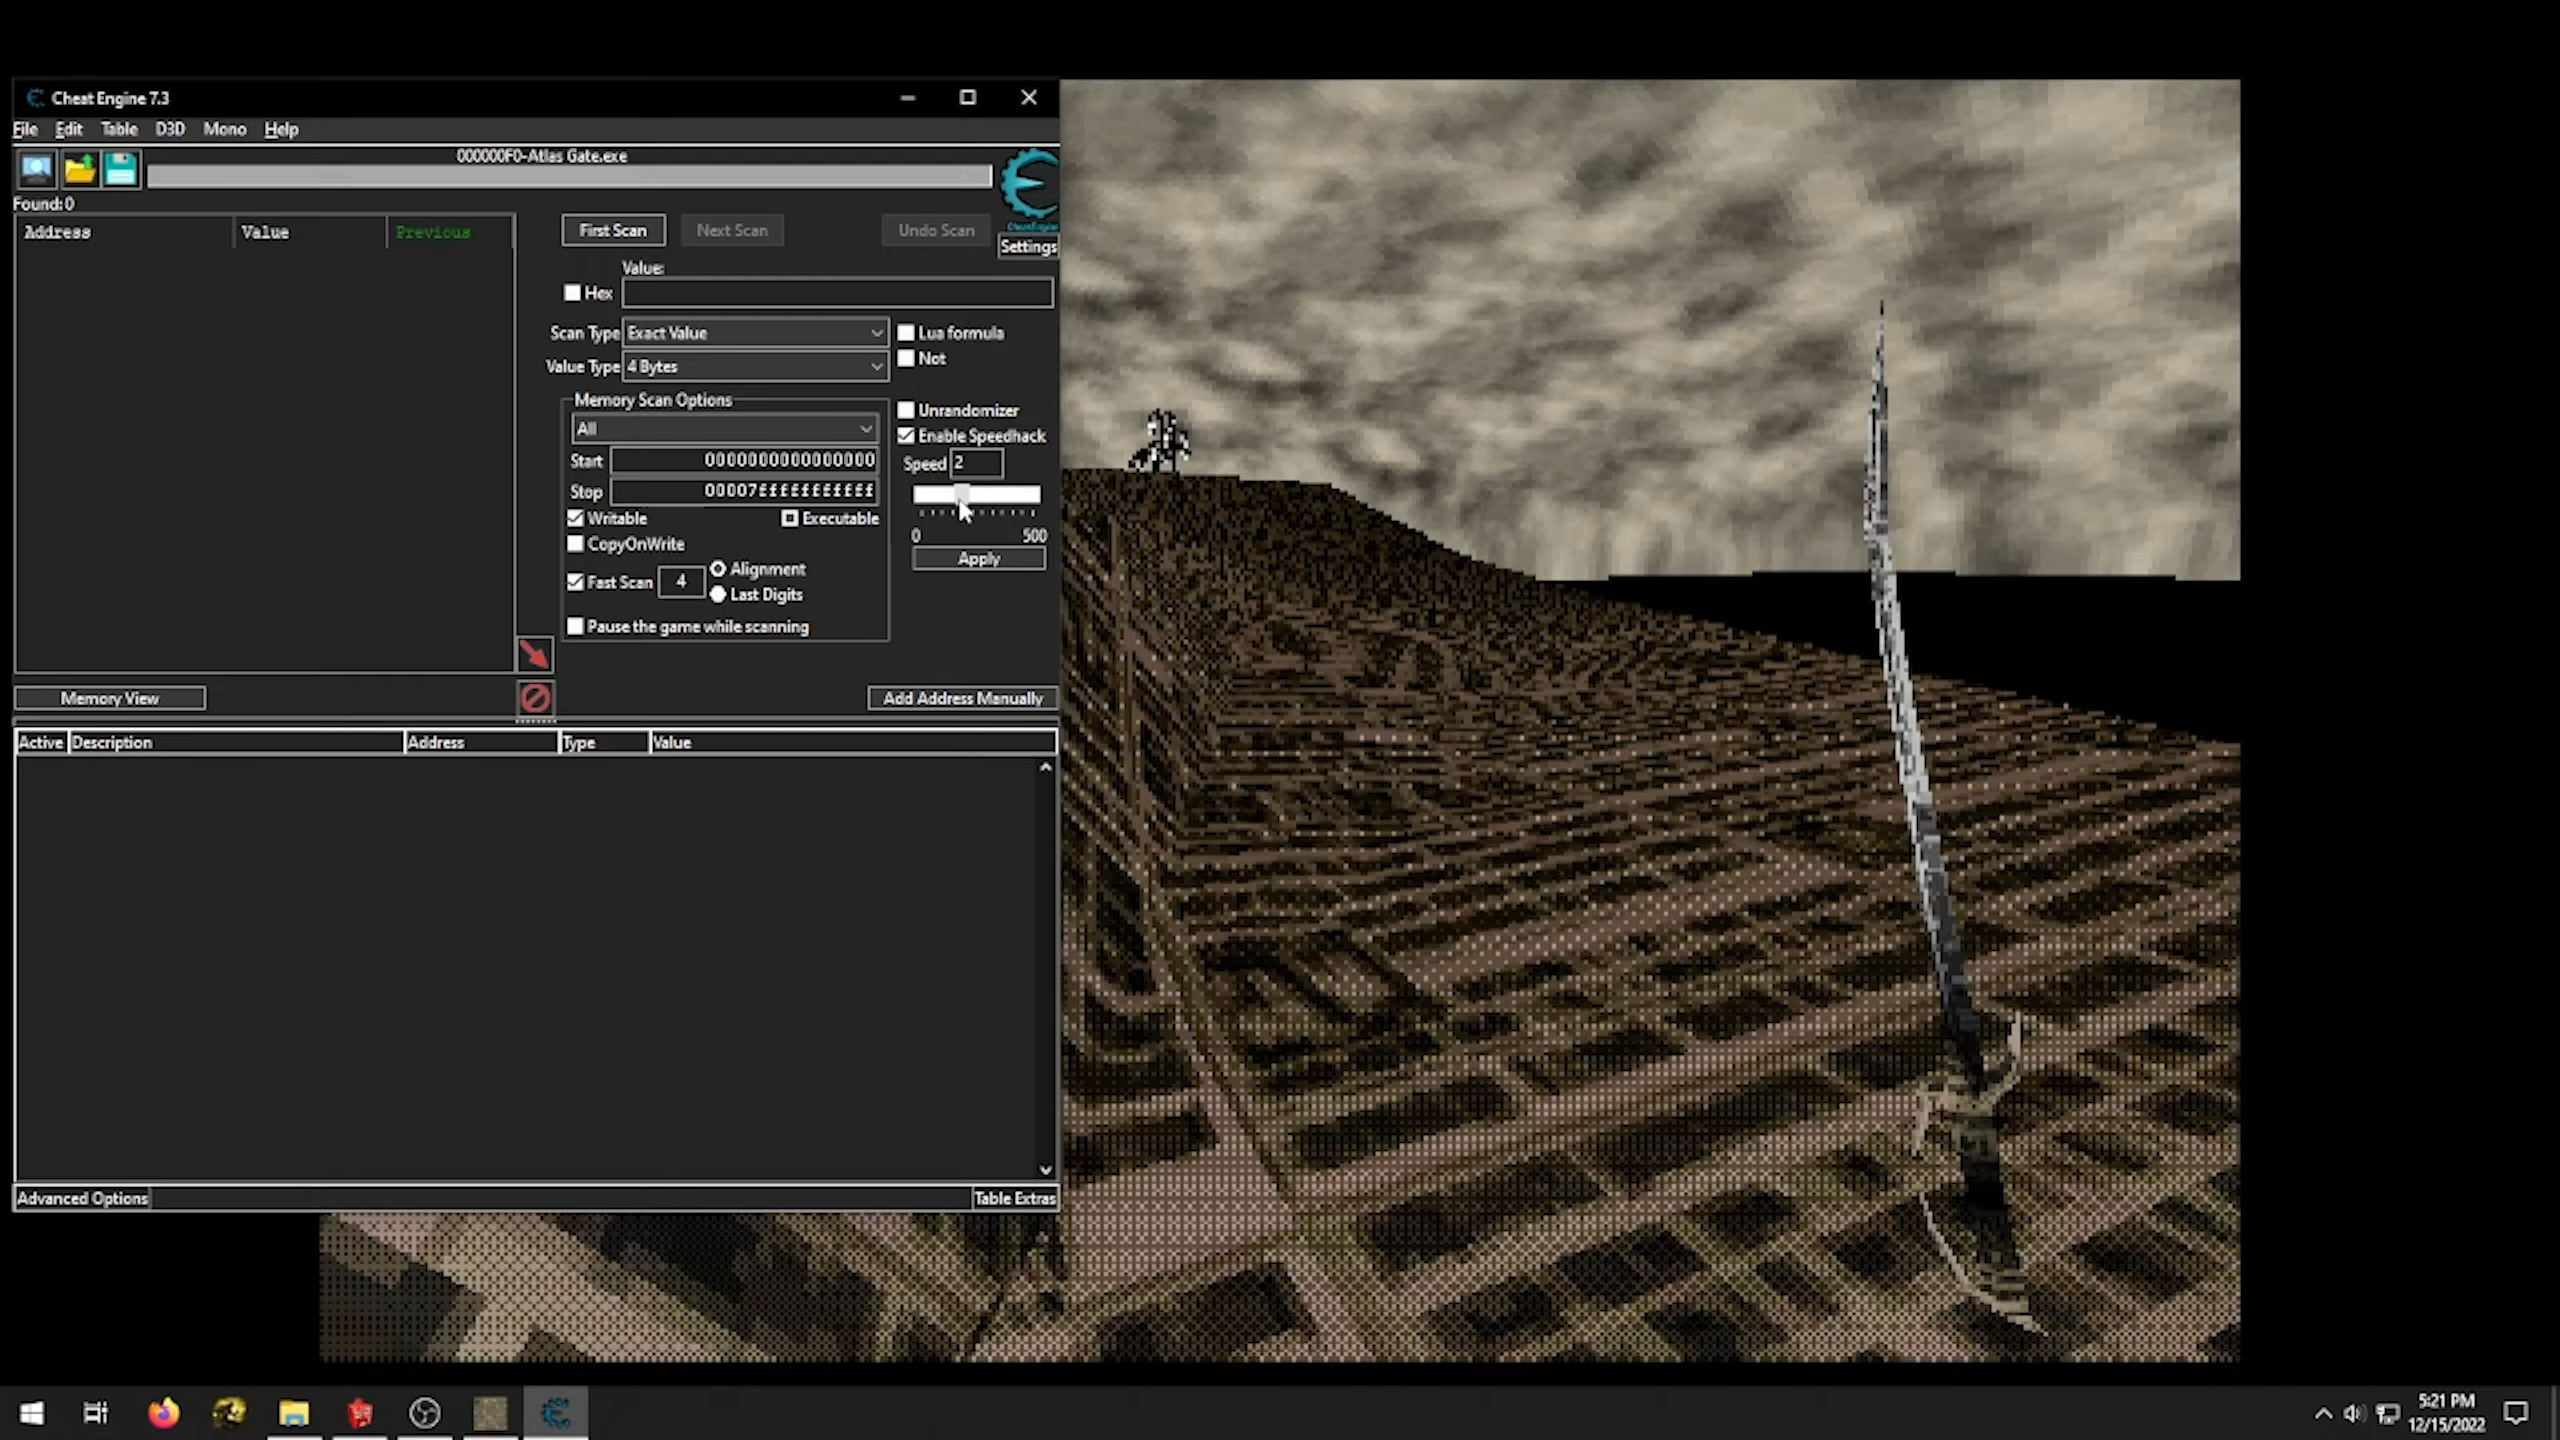 Cheat Engine 7.3
File Edit Table D3D Mono Help
000000F0-Atlas Gate.exe
Found:0
Address Value Previous
First Scan Next Scan Undo Scan
Settings
Value:
Hex
Scan Type Exact Value
Lua formula
Value Type 4 Bytes
Not
Memory Scan Options
All
Unrandomizer
Enable Speedhack
Start 0000000000000000
Speed 2
Stop 00007fffffffffff
Writable Executable
0 500
CopyOnWrite
Apply
Fast Scan 4 Alignment
Last Digits
Pause the game while scanning
Memory View
Add Address Manually
Active Description Address Type Value
Advanced Options
Table Extras
5:21 PM
12/15/2022